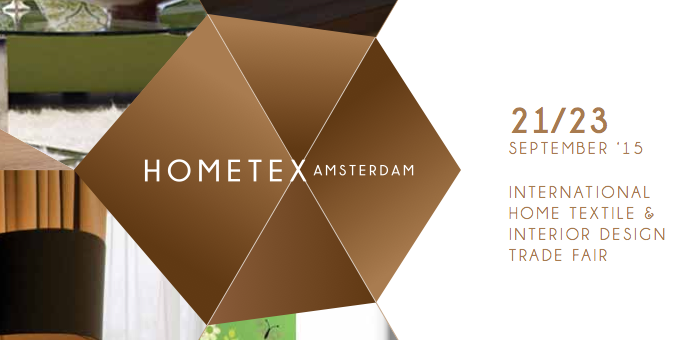 HOMETEX AMSTERDAM
21/23
SEPTEMBER '15
INTERNATIONAL
HOME TEXTILE &
INTERIOR DESIGN
TRADE FAIR